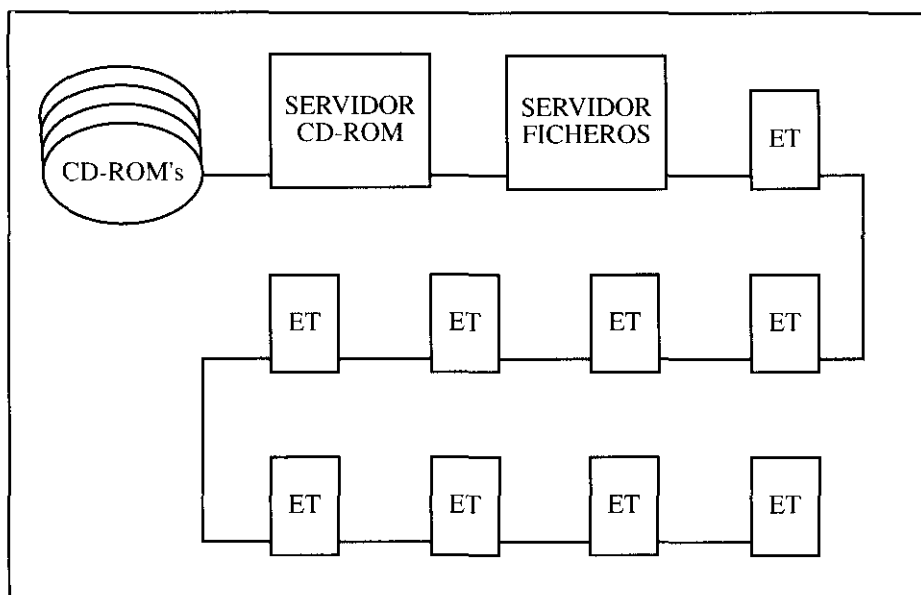 CD-ROM's
SERVIDOR
CD-ROM
SERVIDOR
FICHEROS
ET
ET
ET
ET
ET
ET
ET
ET
ET